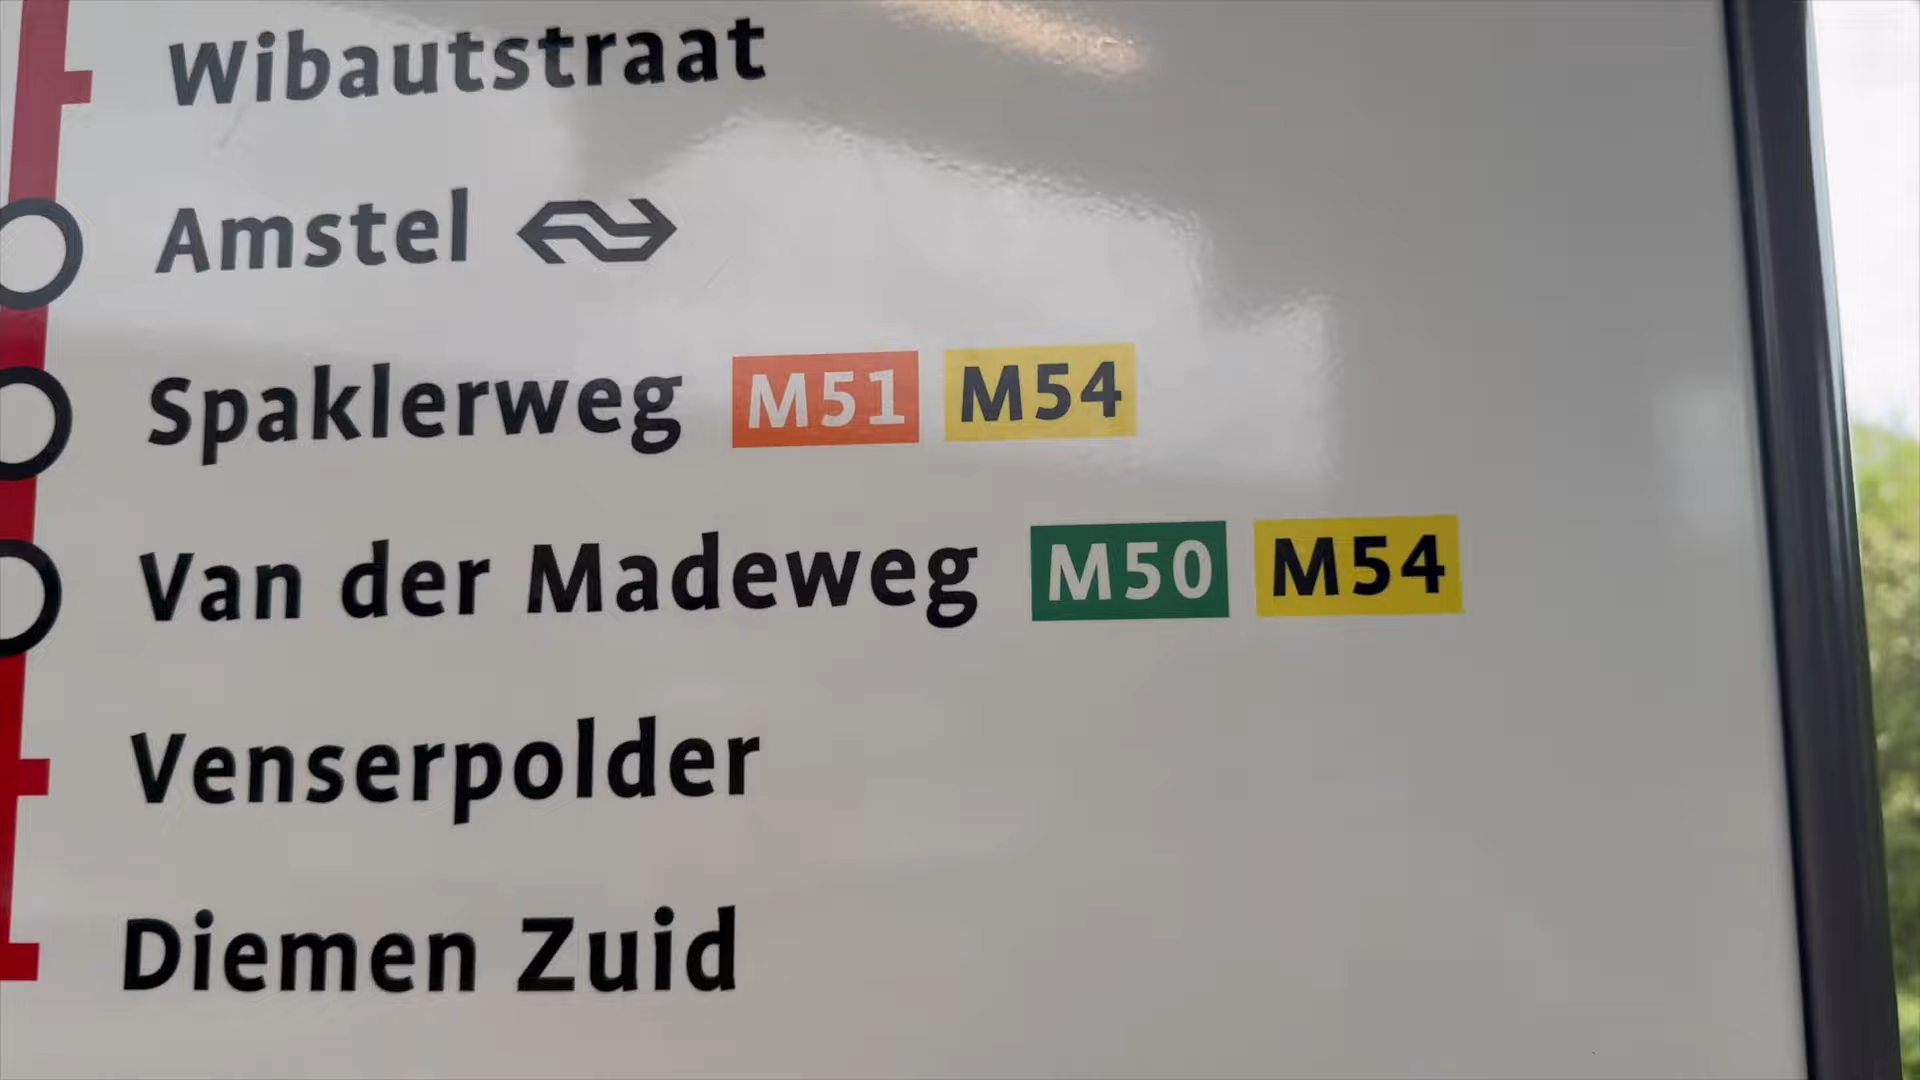 Wibautstraat
Amstel
Spaklerweg M51 M54
Van der Madeweg M50 M54
Venserpolder
Diemen Zuid